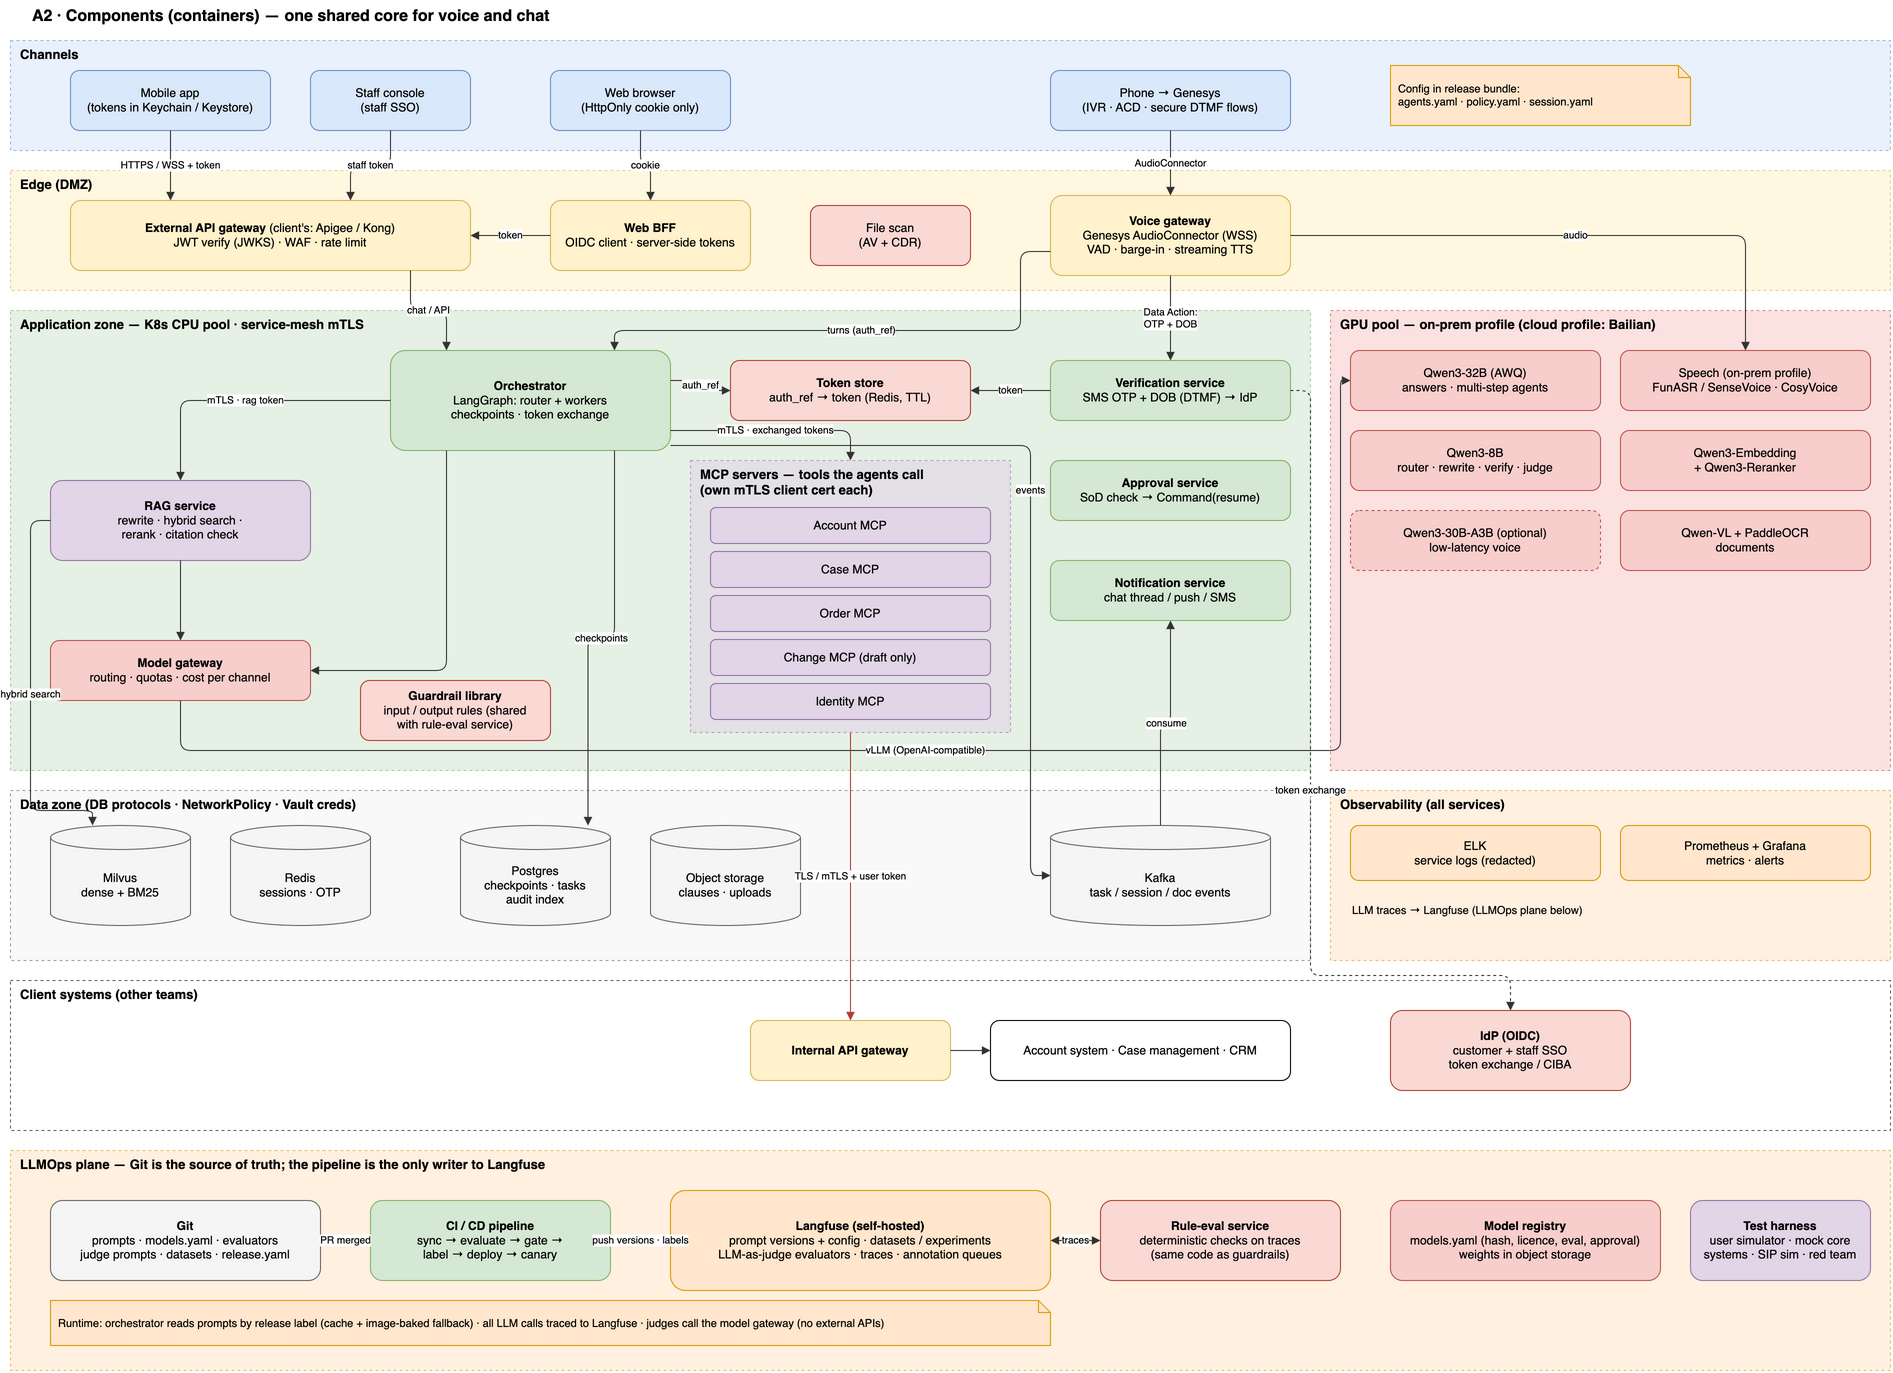 A2 · Components (containers) — one shared core for voice and chat
Channels
Mobile app
(tokens in Keychain / Keystore)
Staff console
(staff SSO)
Web browser
(HttpOnly cookie only)
Phone → Genesys
(IVR · ACD · secure DTMF flows)
Config in release bundle:
agents.yaml · policy.yaml · session.yaml
HTTPS / WSS + token
staff token
cookie
AudioConnector
Edge (DMZ)
External API gateway (client's: Apigee / Kong)
JWT verify (JWKS) · WAF · rate limit
token
Web BFF
OIDC client · server-side tokens
File scan
(AV + CDR)
Voice gateway
Genesys AudioConnector (WSS)
VAD · barge-in · streaming TTS
audio
chat / API
turns (auth_ref)
Data Action:
OTP + DOB
Application zone — K8s CPU pool · service-mesh mTLS
Orchestrator
LangGraph: router + workers
checkpoints · token exchange
mTLS · rag token
auth_ref
Token store
auth_ref → token (Redis, TTL)
token
Verification service
SMS OTP + DOB (DTMF) → IdP
mTLS · exchanged tokens
MCP servers — tools the agents call
(own mTLS client cert each)
Account MCP
Case MCP
Order MCP
Change MCP (draft only)
Identity MCP
events
Approval service
SoD check → Command(resume)
Notification service
chat thread / push / SMS
consume
RAG service
rewrite · hybrid search ·
rerank · citation check
Model gateway
routing · quotas · cost per channel
hybrid search
Guardrail library
input / output rules (shared
with rule-eval service)
checkpoints
vLLM (OpenAI-compatible)
GPU pool — on-prem profile (cloud profile: Bailian)
Qwen3-32B (AWQ)
answers · multi-step agents
Speech (on-prem profile)
FunASR / SenseVoice · CosyVoice
Qwen3-8B
router · rewrite · verify · judge
Qwen3-Embedding
+ Qwen3-Reranker
Qwen3-30B-A3B (optional)
low-latency voice
Qwen-VL + PaddleOCR
documents
Data zone (DB protocols · NetworkPolicy · Vault creds)
Milvus
dense + BM25
Redis
sessions · OTP
Postgres
checkpoints · tasks
audit index
Object storage
clauses · uploads
TLS / mTLS + user token
Kafka
task / session / doc events
token exchange
Observability (all services)
ELK
service logs (redacted)
Prometheus + Grafana
metrics · alerts
LLM traces → Langfuse (LLMOps plane below)
Client systems (other teams)
Internal API gateway
Account system · Case management · CRM
IdP (OIDC)
customer + staff SSO
token exchange / CIBA
LLMOps plane — Git is the source of truth; the pipeline is the only writer to Langfuse
Git
prompts · models.yaml · evaluators
judge prompts · datasets · release.yaml
PR merged
CI / CD pipeline
sync → evaluate → gate →
label → deploy → canary
push versions · labels
Langfuse (self-hosted)
prompt versions + config · datasets / experiments
LLM-as-judge evaluators · traces · annotation queues
traces
Rule-eval service
deterministic checks on traces
(same code as guardrails)
Model registry
models.yaml (hash, licence, eval, approval)
weights in object storage
Test harness
user simulator · mock core
systems · SIP sim · red team
Runtime: orchestrator reads prompts by release label (cache + image-baked fallback) · all LLM calls traced to Langfuse · judges call the model gateway (no external APIs)